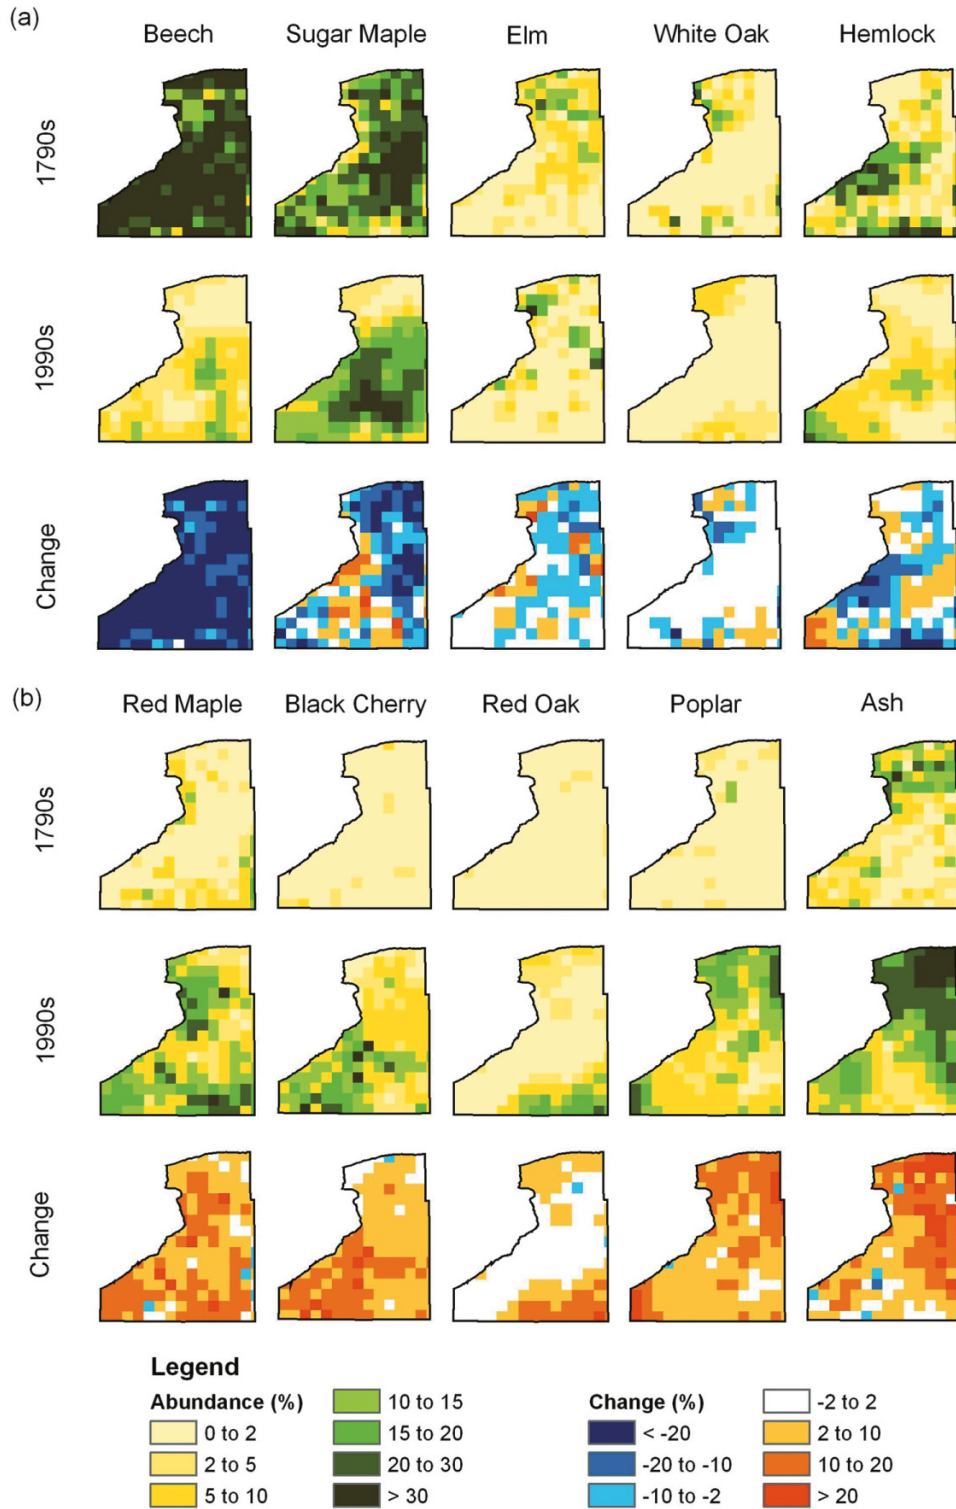 (a)
Beech Sugar Maple Elm White Oak Hemlock
1790s
1990s
Change
(b)
Red Maple Black Cherry Red Oak Poplar Ash
1790s
1990s
Change
Legend
Abundance (%)
0 to 2
2 to 5
5 to 10
10 to 15
15 to 20
20 to 30
> 30
Change (%)
< -20
-20 to -10
-10 to -2
-2 to 2
2 to 10
10 to 20
> 20